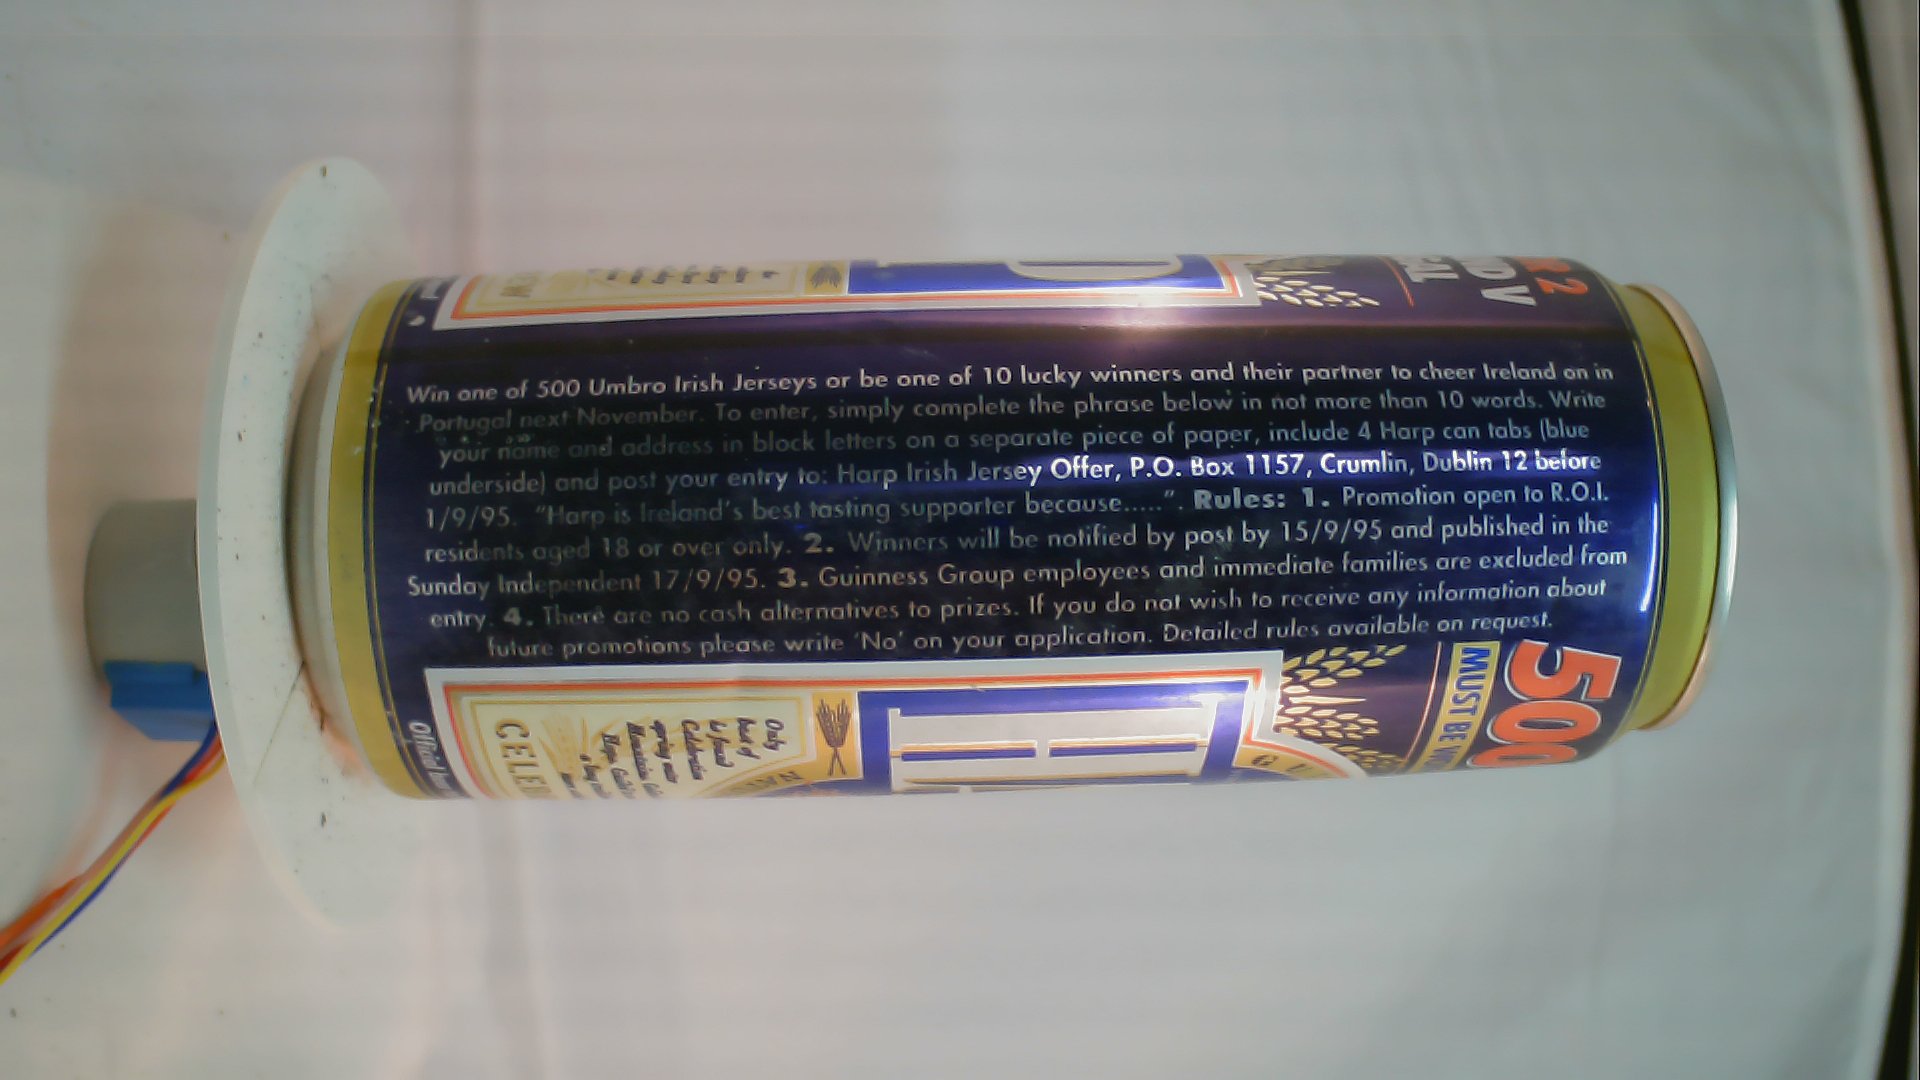 Win one of 500 Umbro Irish Jerseys or be one of 10 lucky winners and their partner to cheer Ireland on in
Portugal next November. To enter, simply complete the phrase below in not more than 10 words. Write
your name and address in block letters on a separate piece of paper, include 4 Harp can tabs (blue
underside) and post your entry to: Harp Irish Jersey Offer, P.O. Box 1157, Crumlin, Dublin 12 before
1/9/95. "Harp is Ireland's best tasting supporter because.....". Rules: 1. Promotion open to R.O.I.
residents aged 18 or over only. 2. Winners will be notified by post by 15/9/95 and published in the
Sunday Independent 17/9/95. 3. Guinness Group employees and immediate families are excluded from
entry. 4. There are no cash alternatives to prizes. If you do not wish to receive any information about
future promotions please write 'No' on your application. Detailed rules available on request.
500
MUST BE
H
Only
best of
is found
Official